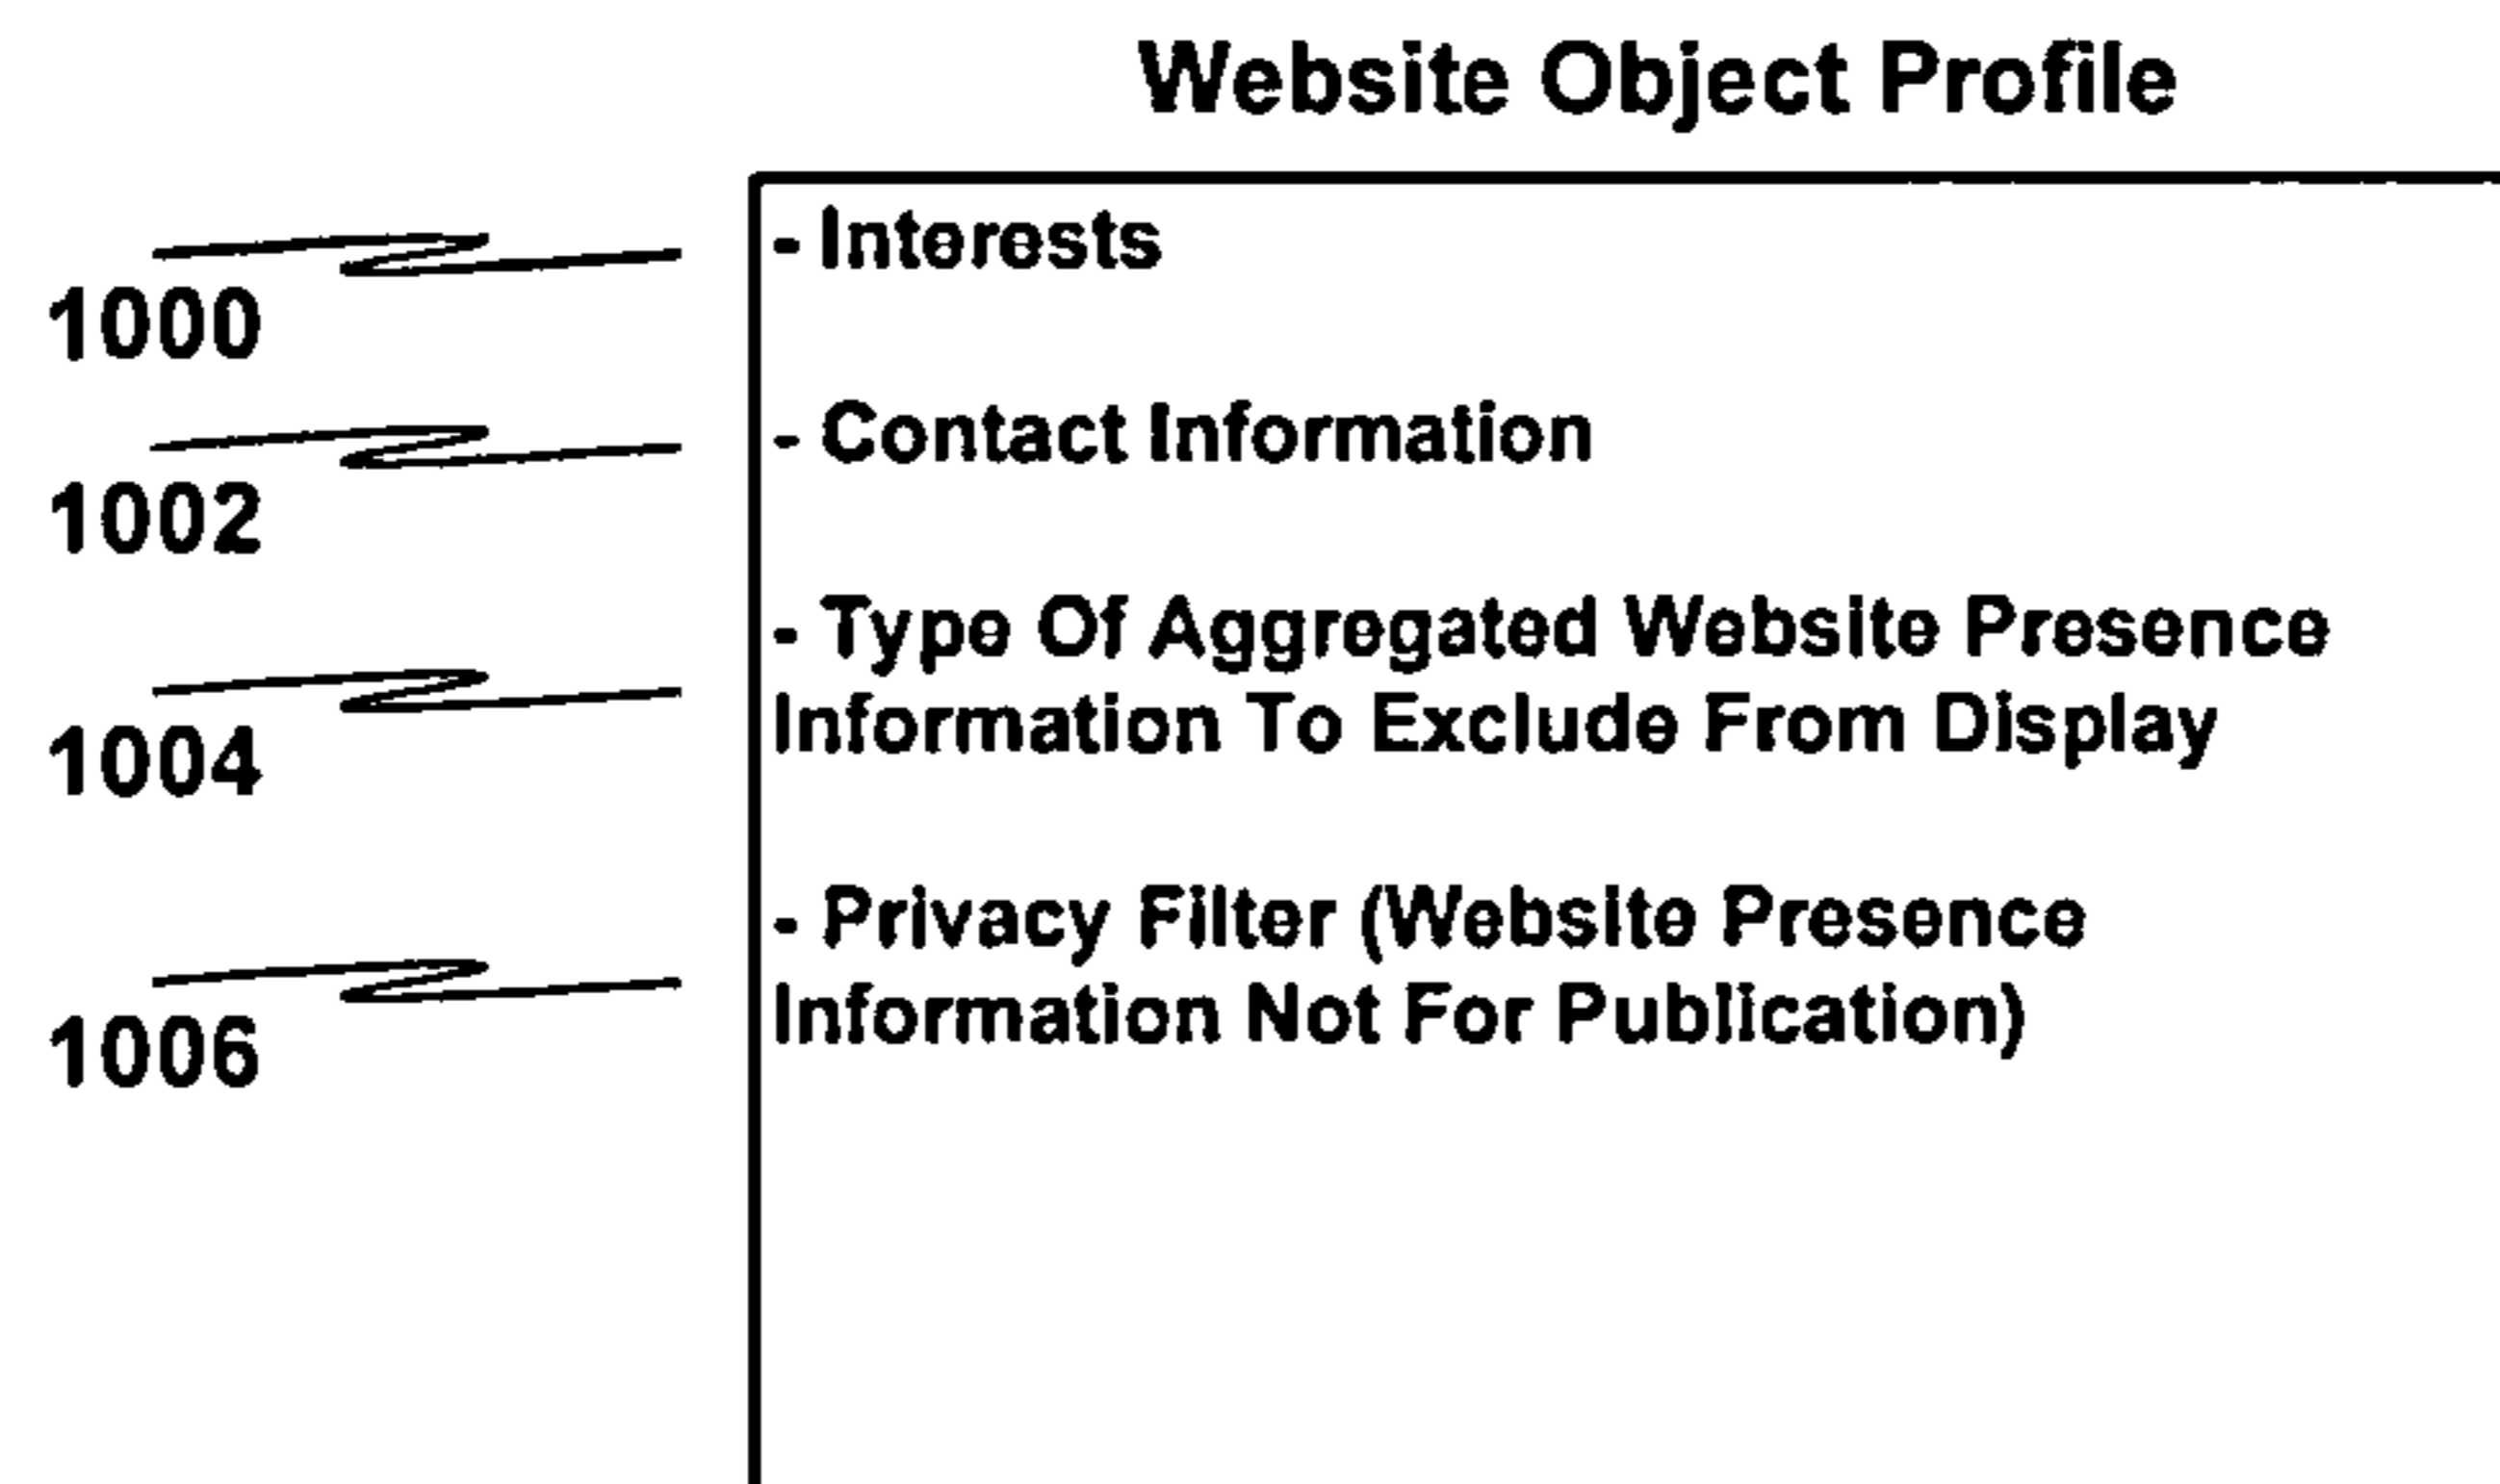 Website Object Profile
- Interests
1000
- Contact Information
1002
- Type Of Aggregated Website Presence
Information To Exclude From Display
1004
- Privacy Filter (Website Presence
Information Not For Publication)
1006